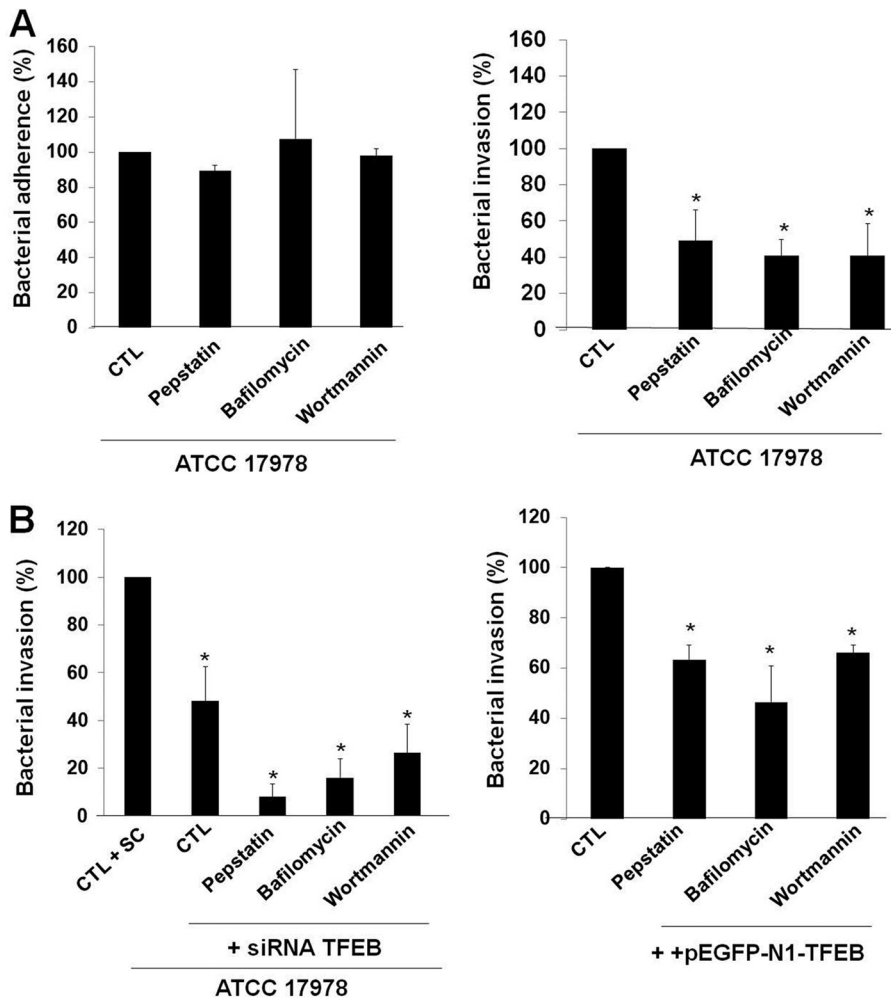 A
Bacterial adherence (%)
160
140
120
100
80
60
40
20
0
CTL
Pepstatin
Bafilomycin
Wortmannin
ATCC 17978
Bacterial invasion (%)
160
140
120
100
80
60
40
20
0
*
*
*
CTL
Pepstatin
Bafilomycin
Wortmannin
ATCC 17978
B
Bacterial invasion (%)
120
100
80
60
40
20
0
*
*
*
*
CTL + SC
CTL
Pepstatin
Bafilomycin
Wortmannin
+ siRNA TFEB
ATCC 17978
Bacterial invasion (%)
120
100
80
60
40
20
0
*
*
*
CTL
Pepstatin
Bafilomycin
Wortmannin
+ +pEGFP-N1-TFEB